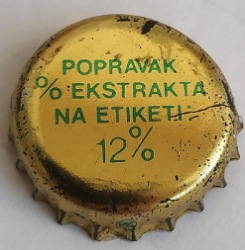 POPRAVAK
% EKSTRAKTA
NA ETIKETI:
12%